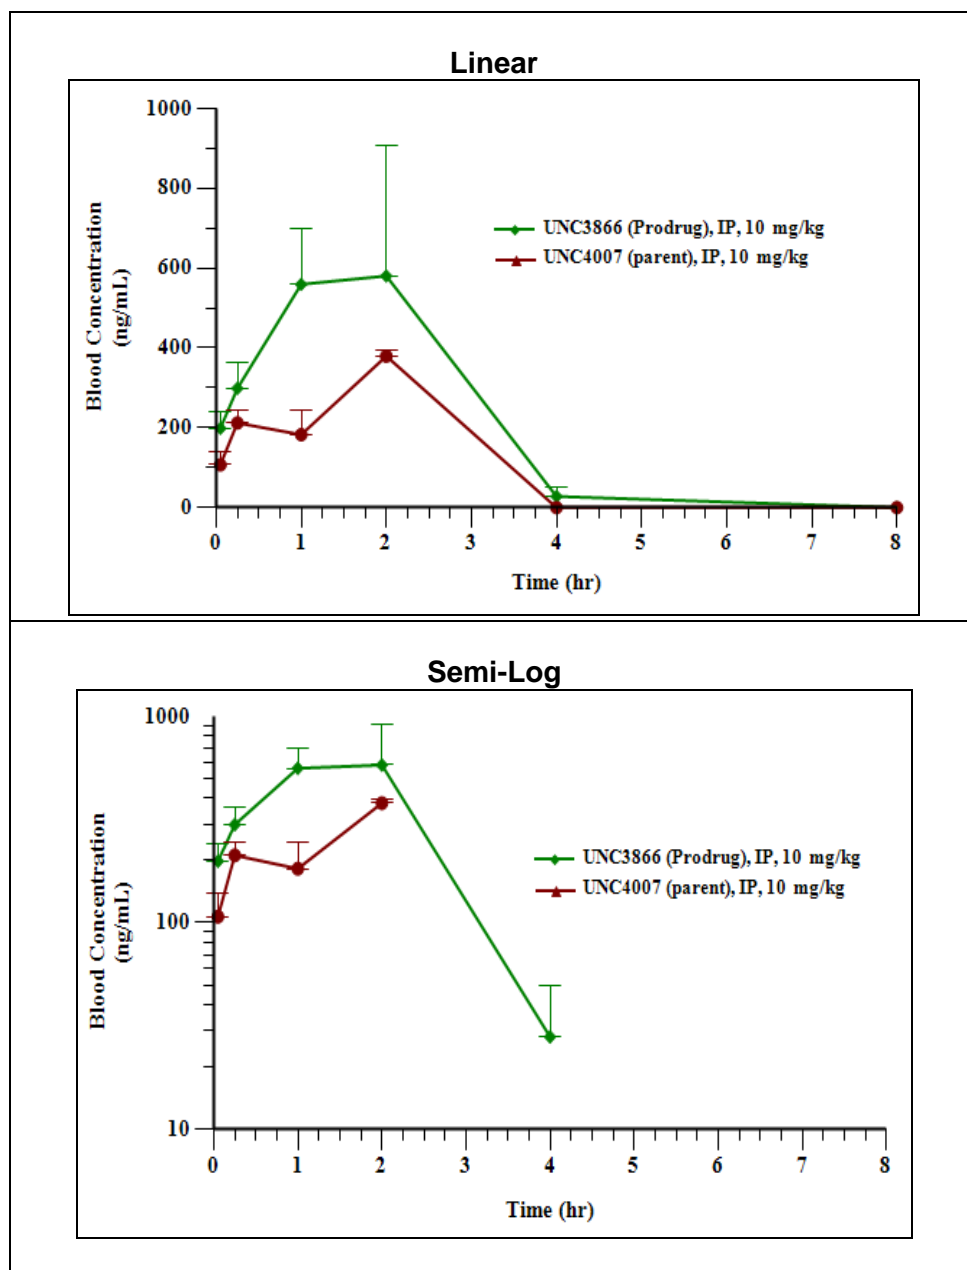 Linear
1000
800
600
400
200
0
Blood Concentration
(ng/mL)
UNC3866 (Prodrug), IP, 10 mg/kg
UNC4007 (parent), IP, 10 mg/kg
0 1 2 3 4 5 6 7 8
Time (hr)
Semi-Log
1000
100
10
Blood Concentration
(ng/mL)
UNC3866 (Prodrug), IP, 10 mg/kg
UNC4007 (parent), IP, 10 mg/kg
0 1 2 3 4 5 6 7 8
Time (hr)